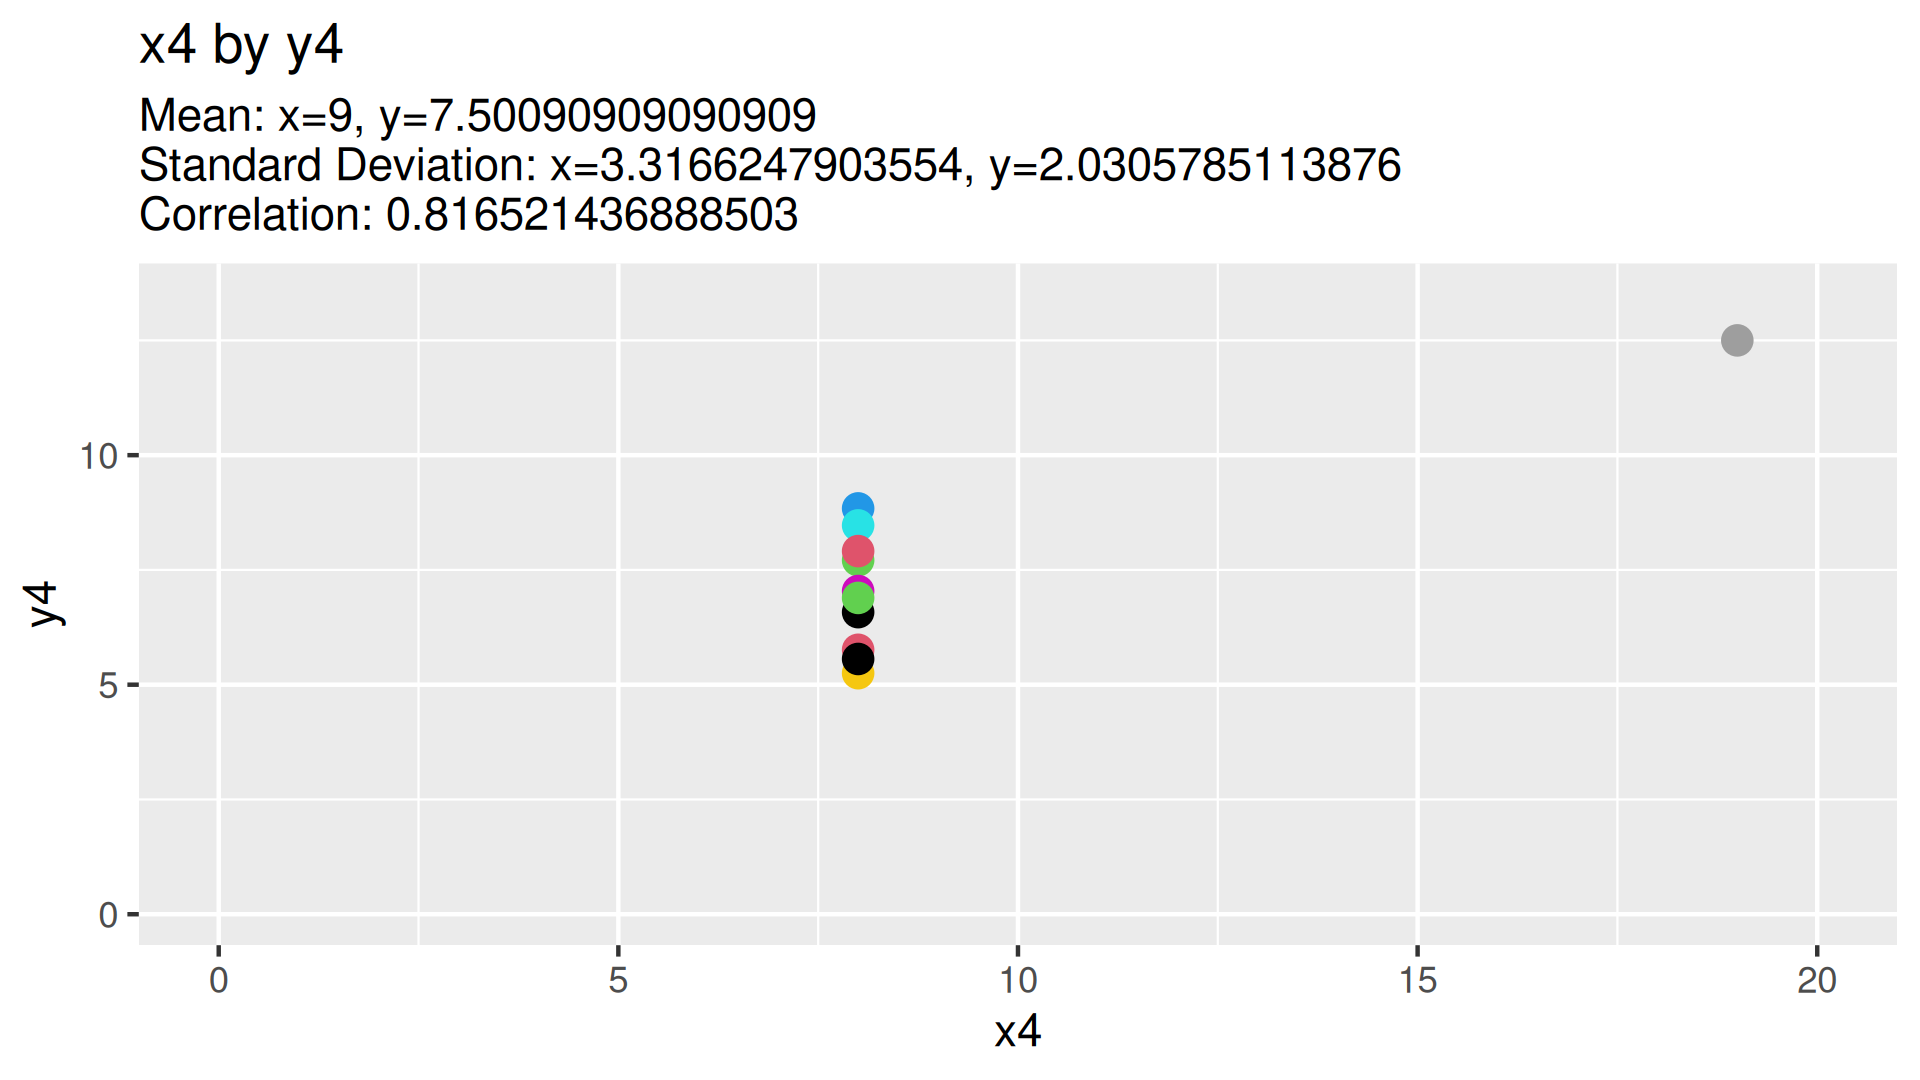 x4 by y4
Mean: x=9, y=7.50090909090909
Standard Deviation: x=3.3166247903554, y=2.0305785113876
Correlation: 0.816521436888503
10
5
0
y4
0 5 10 15 20
x4